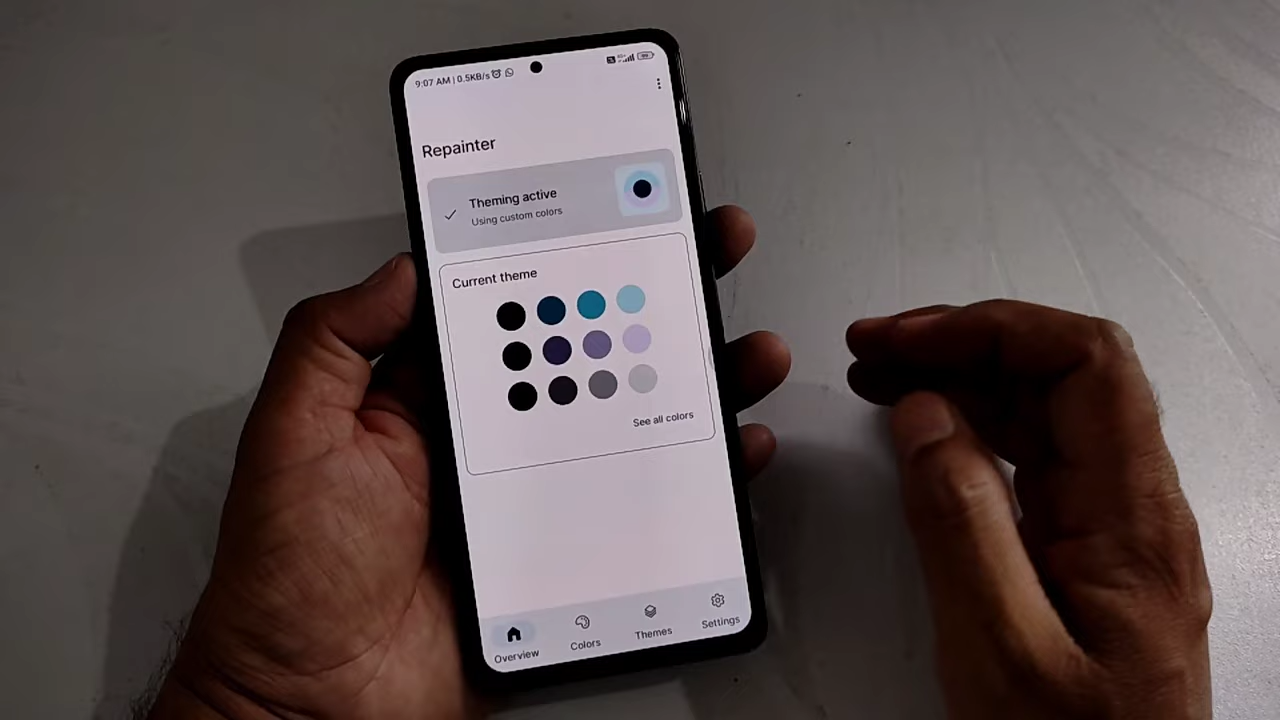 9:07 AM | 0.5KB/s
Repainter
Theming active
Using custom colors
Current theme
See all colors
Overview
Colors
Themes
Settings